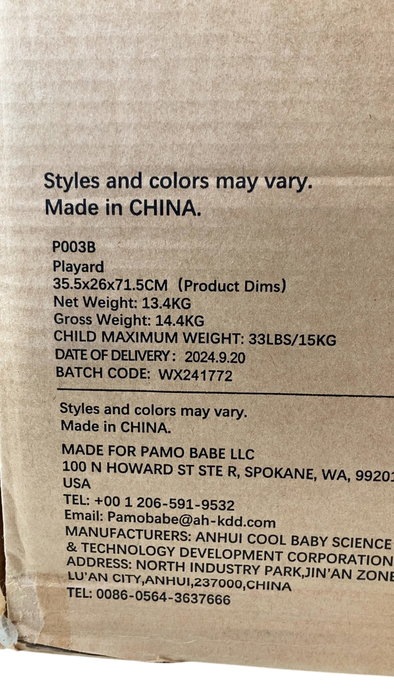 Styles and colors may vary.
Made in CHINA.
P003B
Playard
35.5x26x71.5CM (Product Dims)
Net Weight: 13.4KG
Gross Weight: 14.4KG
CHILD MAXIMUM WEIGHT: 33LBS/15KG
DATE OF DELIVERY: 2024.9.20
BATCH CODE: WX241772
Styles and colors may vary.
Made in CHINA.
MADE FOR PAMO BABE LLC
100 N HOWARD ST STE R, SPOKANE, WA, 99201
USA
TEL: +00 1 206-591-9532
Email: Pamobabe@ah-kdd.com
MANUFACTURERS: ANHUI COOL BABY SCIENCE
& TECHNOLOGY DEVELOPMENT CORPORATION
ADDRESS: NORTH INDUSTRY PARK,JIN'AN ZONE
LU'AN CITY,ANHUI,237000,CHINA
TEL: 0086-0564-3637666